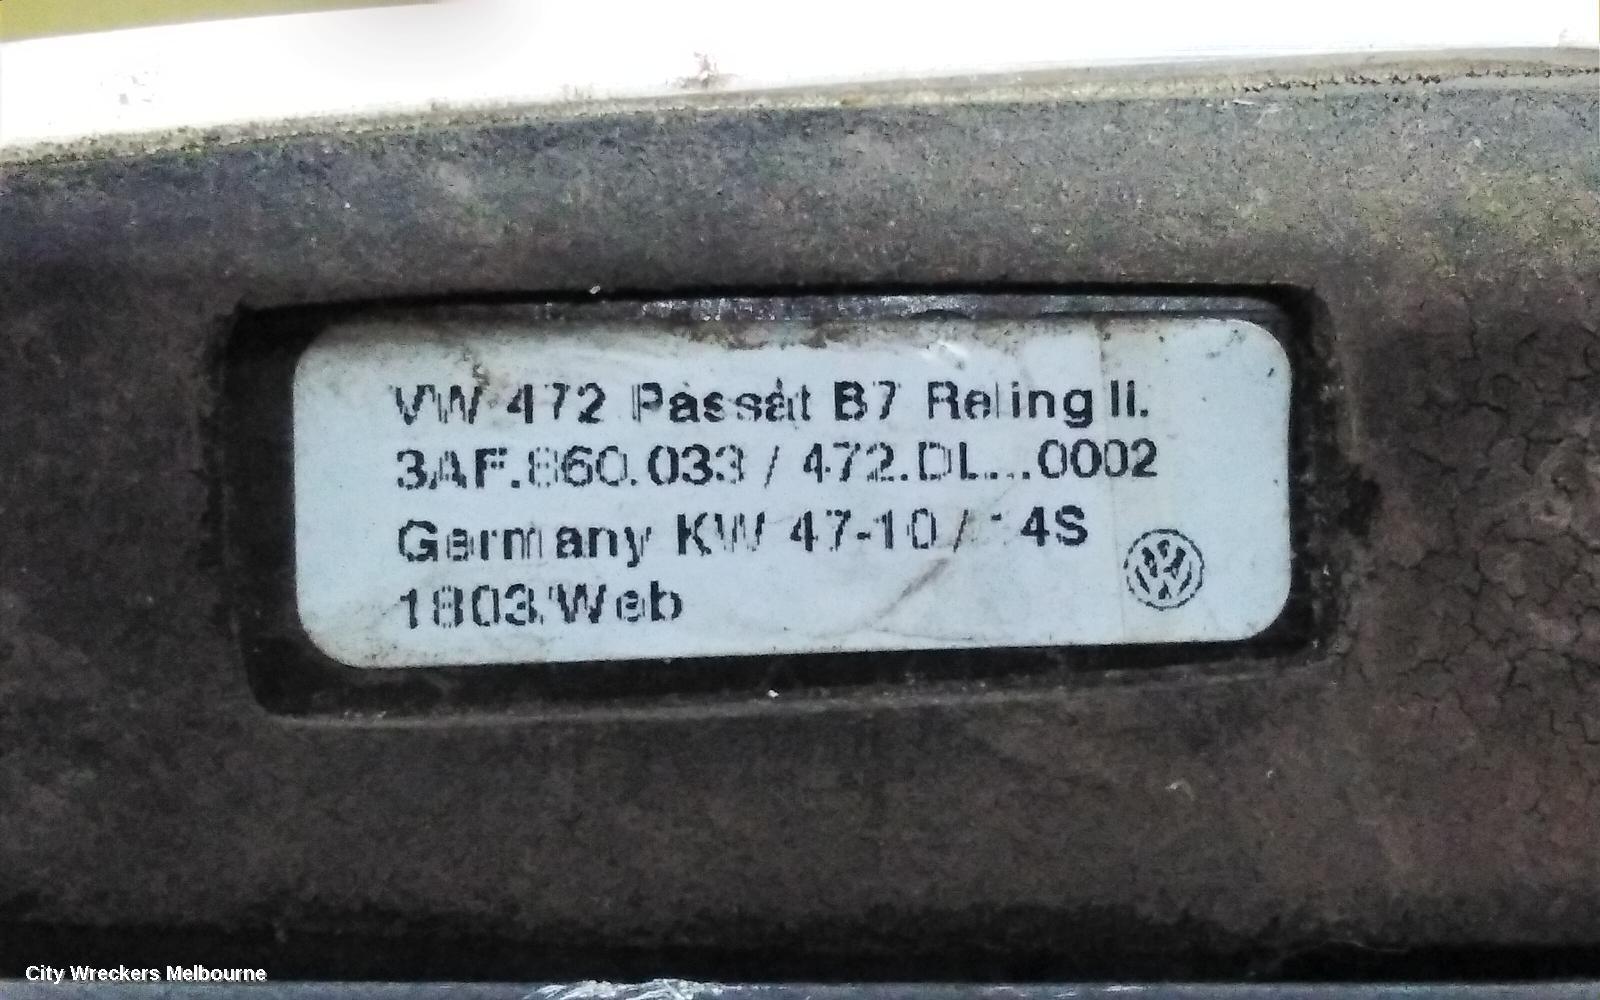 VW 472 Passat B7 Reling li.
3AF.860.033 / 472.DL...0002
Germany KW 47-10 / 14S
1803/Web
City Wreckers Melbourne